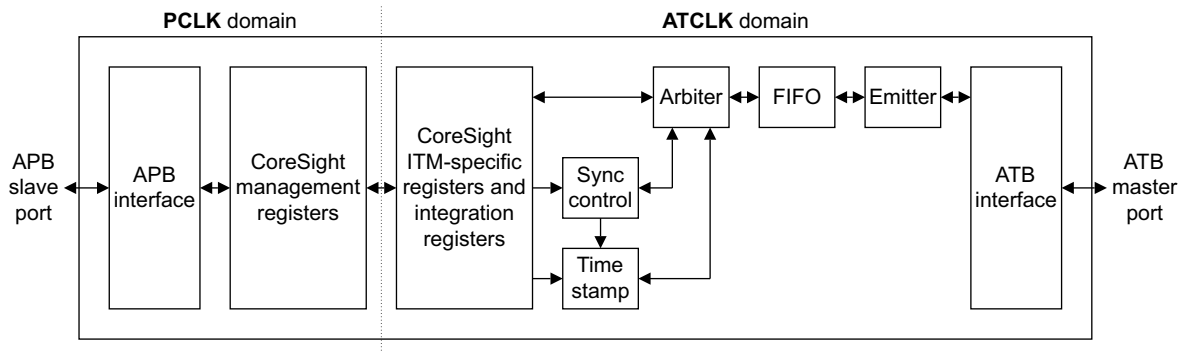 PCLK domain
ATCLK domain
APB
slave
port
APB
interface
CoreSight
management
registers
CoreSight
ITM-specific
registers and
integration
registers
Sync
control
Time
stamp
Arbiter
FIFO
Emitter
ATB
interface
ATB
master
port